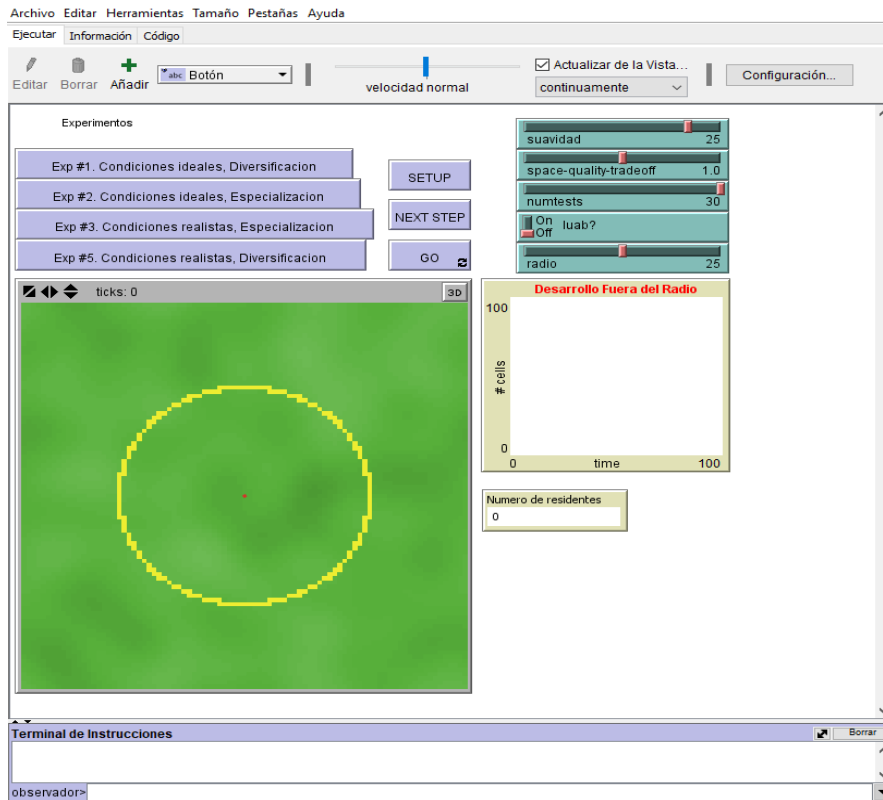 Archivo Editar Herramientas Tamaño Pestañas Ayuda
Ejecutar Información Código
Editar Borrar Añadir
abc Botón
velocidad normal
Actualizar de la Vista...
continuamente
Configuración...
Experimentos
Exp #1. Condiciones ideales, Diversificacion
Exp #2. Condiciones ideales, Especializacion
Exp #3. Condiciones realistas, Especializacion
Exp #5. Condiciones realistas, Diversificacion
SETUP
NEXT STEP
GO
suavidad 25
space-quality-tradeoff 1.0
numtests 30
On
Off
luab?
radio 25
ticks: 0
3D
Desarrollo Fuera del Radio
100
# cells
0
0 time 100
Numero de residentes
0
Terminal de Instrucciones
Borrar
observador>